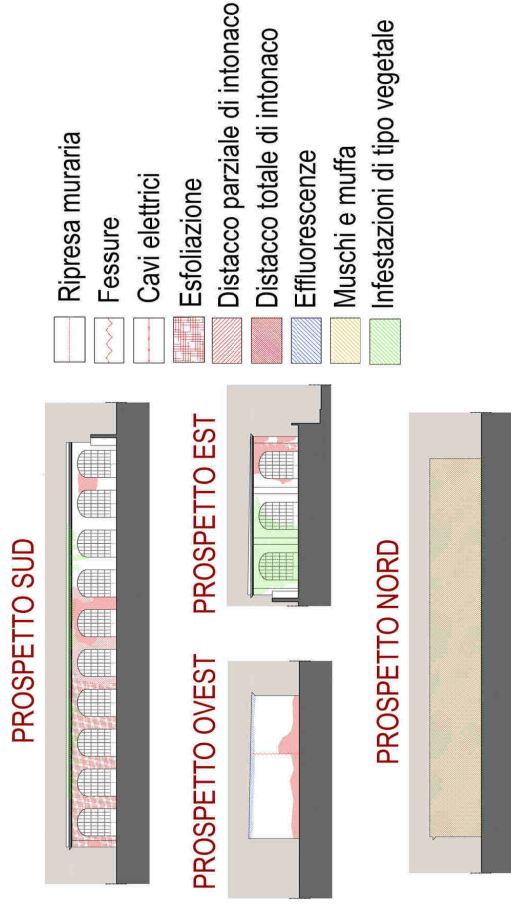 PROSPETTO SUD
PROSPETTO OVEST
PROSPETTO EST
PROSPETTO NORD
Ripresa muraria
Fessure
Cavi elettrici
Esfoliazione
Distacco parziale di intonaco
Distacco totale di intonaco
Effluorescenze
Muschi e muffa
Infestazioni di tipo vegetale